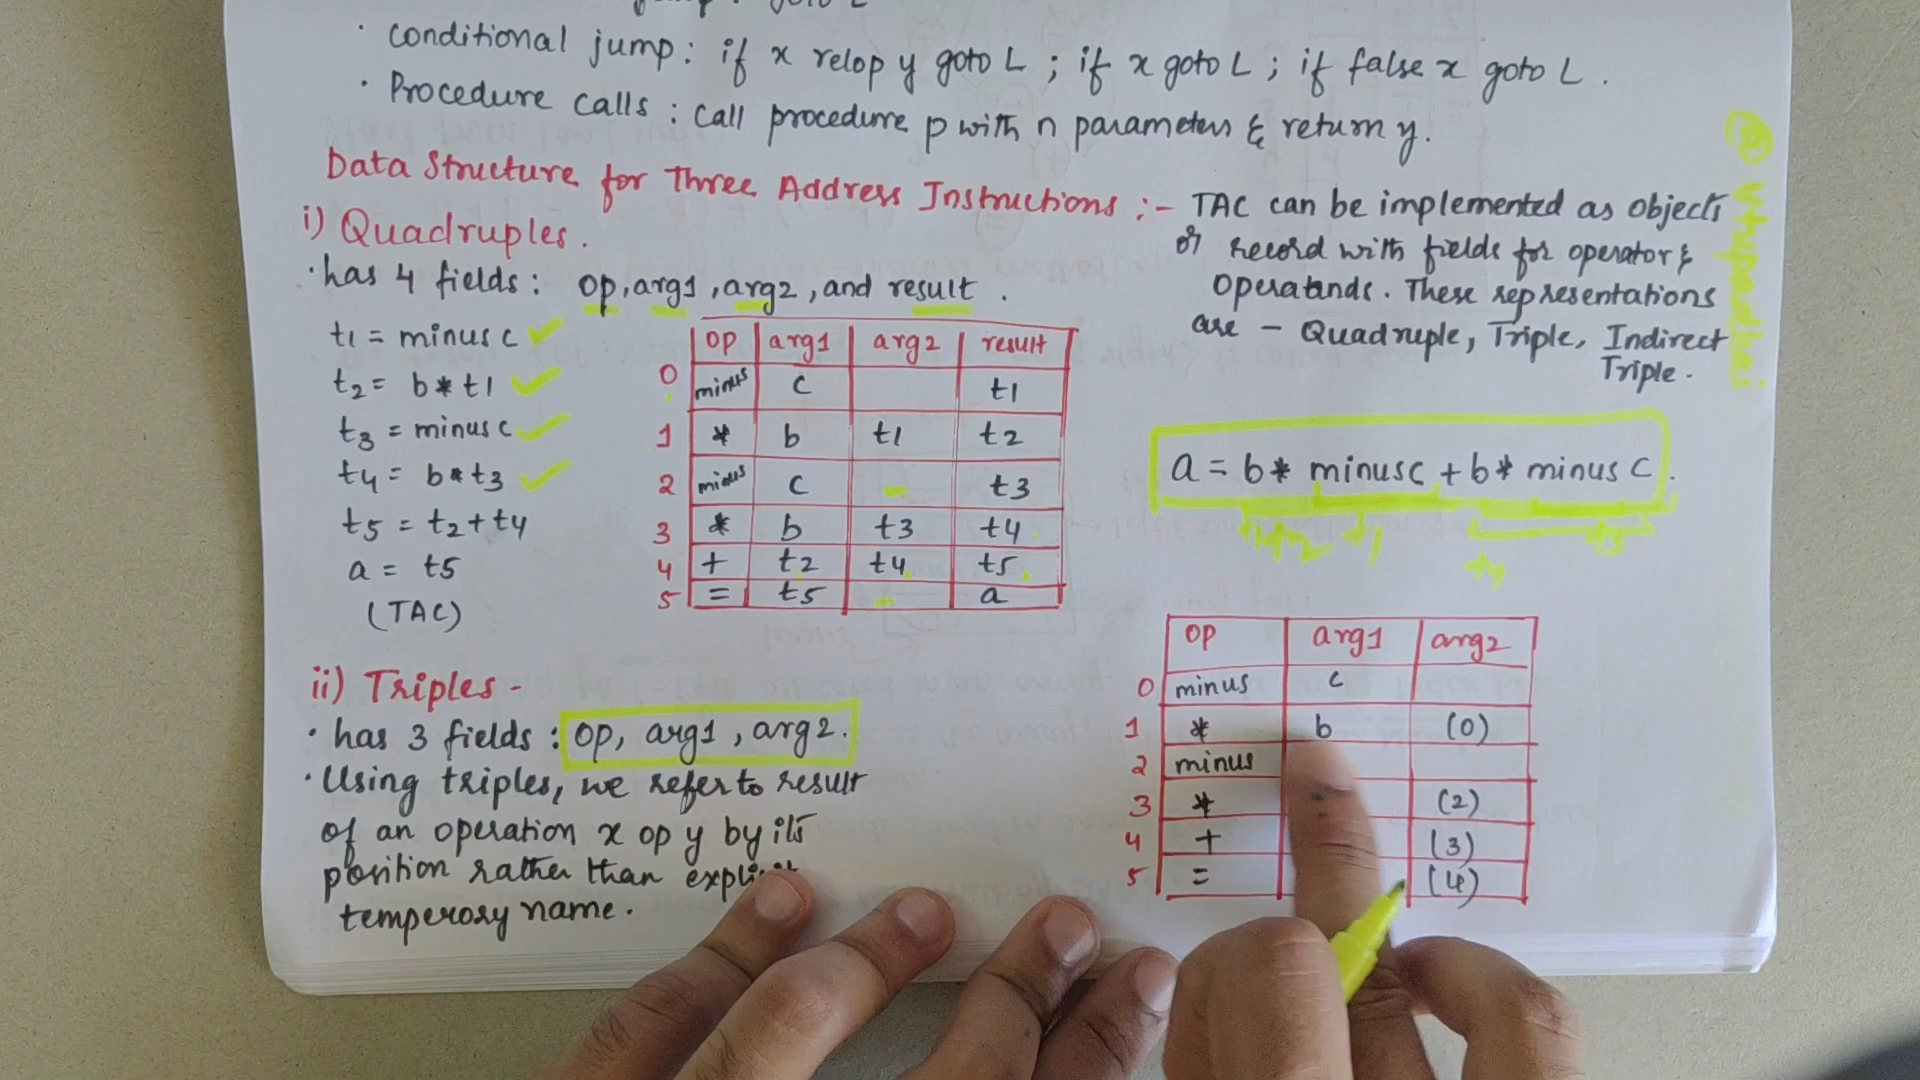 · conditional jump : if x relop y goto L ; if x goto L ; if false x goto L .
· Procedure calls : call procedure p with n parameters & return y.
Data Structure for Three Address Instructions :-
TAC can be implemented as objects
or record with fields for operator &
Operatands. These representations
are - Quadruple, Triple, Indirect
Triple.
i) Quadruples.
· has 4 fields : op, arg1, arg2, and result .
t1 = minus c
t2 = b * t1
t3 = minus c
t4 = b * t3
t5 = t2 + t4
a = t5
(TAC)
op arg1 arg2 result
0 minus c t1
1 * b t1 t2
2 minus c - t3
3 * b t3 t4
4 + t2 t4 t5
5 = t5 - a
a = b * minus c + b * minus c .
t2 t1 t4 t3
ii) Triples -
· has 3 fields : op, arg1, arg2.
· Using triples, we refer to result
of an operation x op y by its
position rather than
temperory name.
op arg1 arg2
0 minus c
1 * b (0)
2 minus
3 * (2)
4 + (3)
5 = (4)